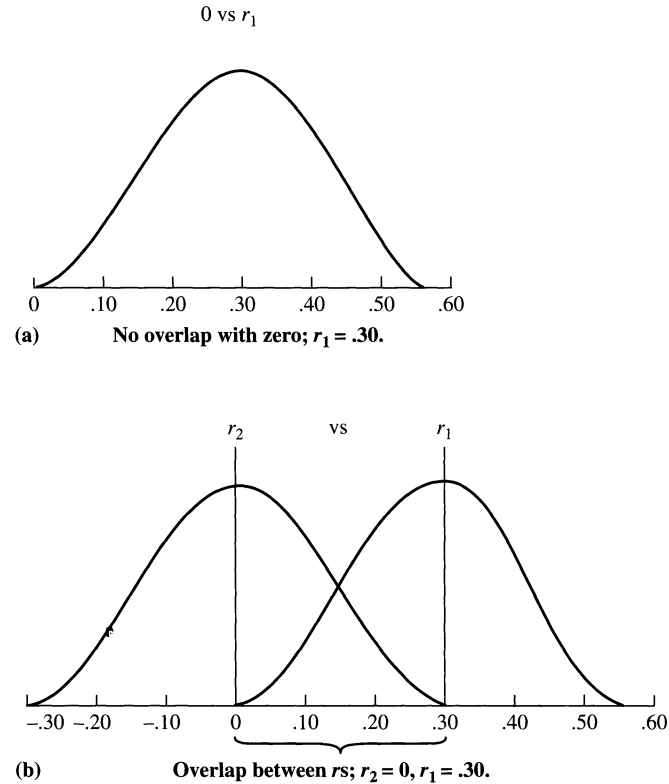 0 vs r₁
0 .10 .20 .30 .40 .50 .60
(a) No overlap with zero; r₁ = .30.
r₂ vs r₁
–.30 –.20 –.10 0 .10 .20 .30 .40 .50 .60
(b) Overlap between rs; r₂ = 0, r₁ = .30.